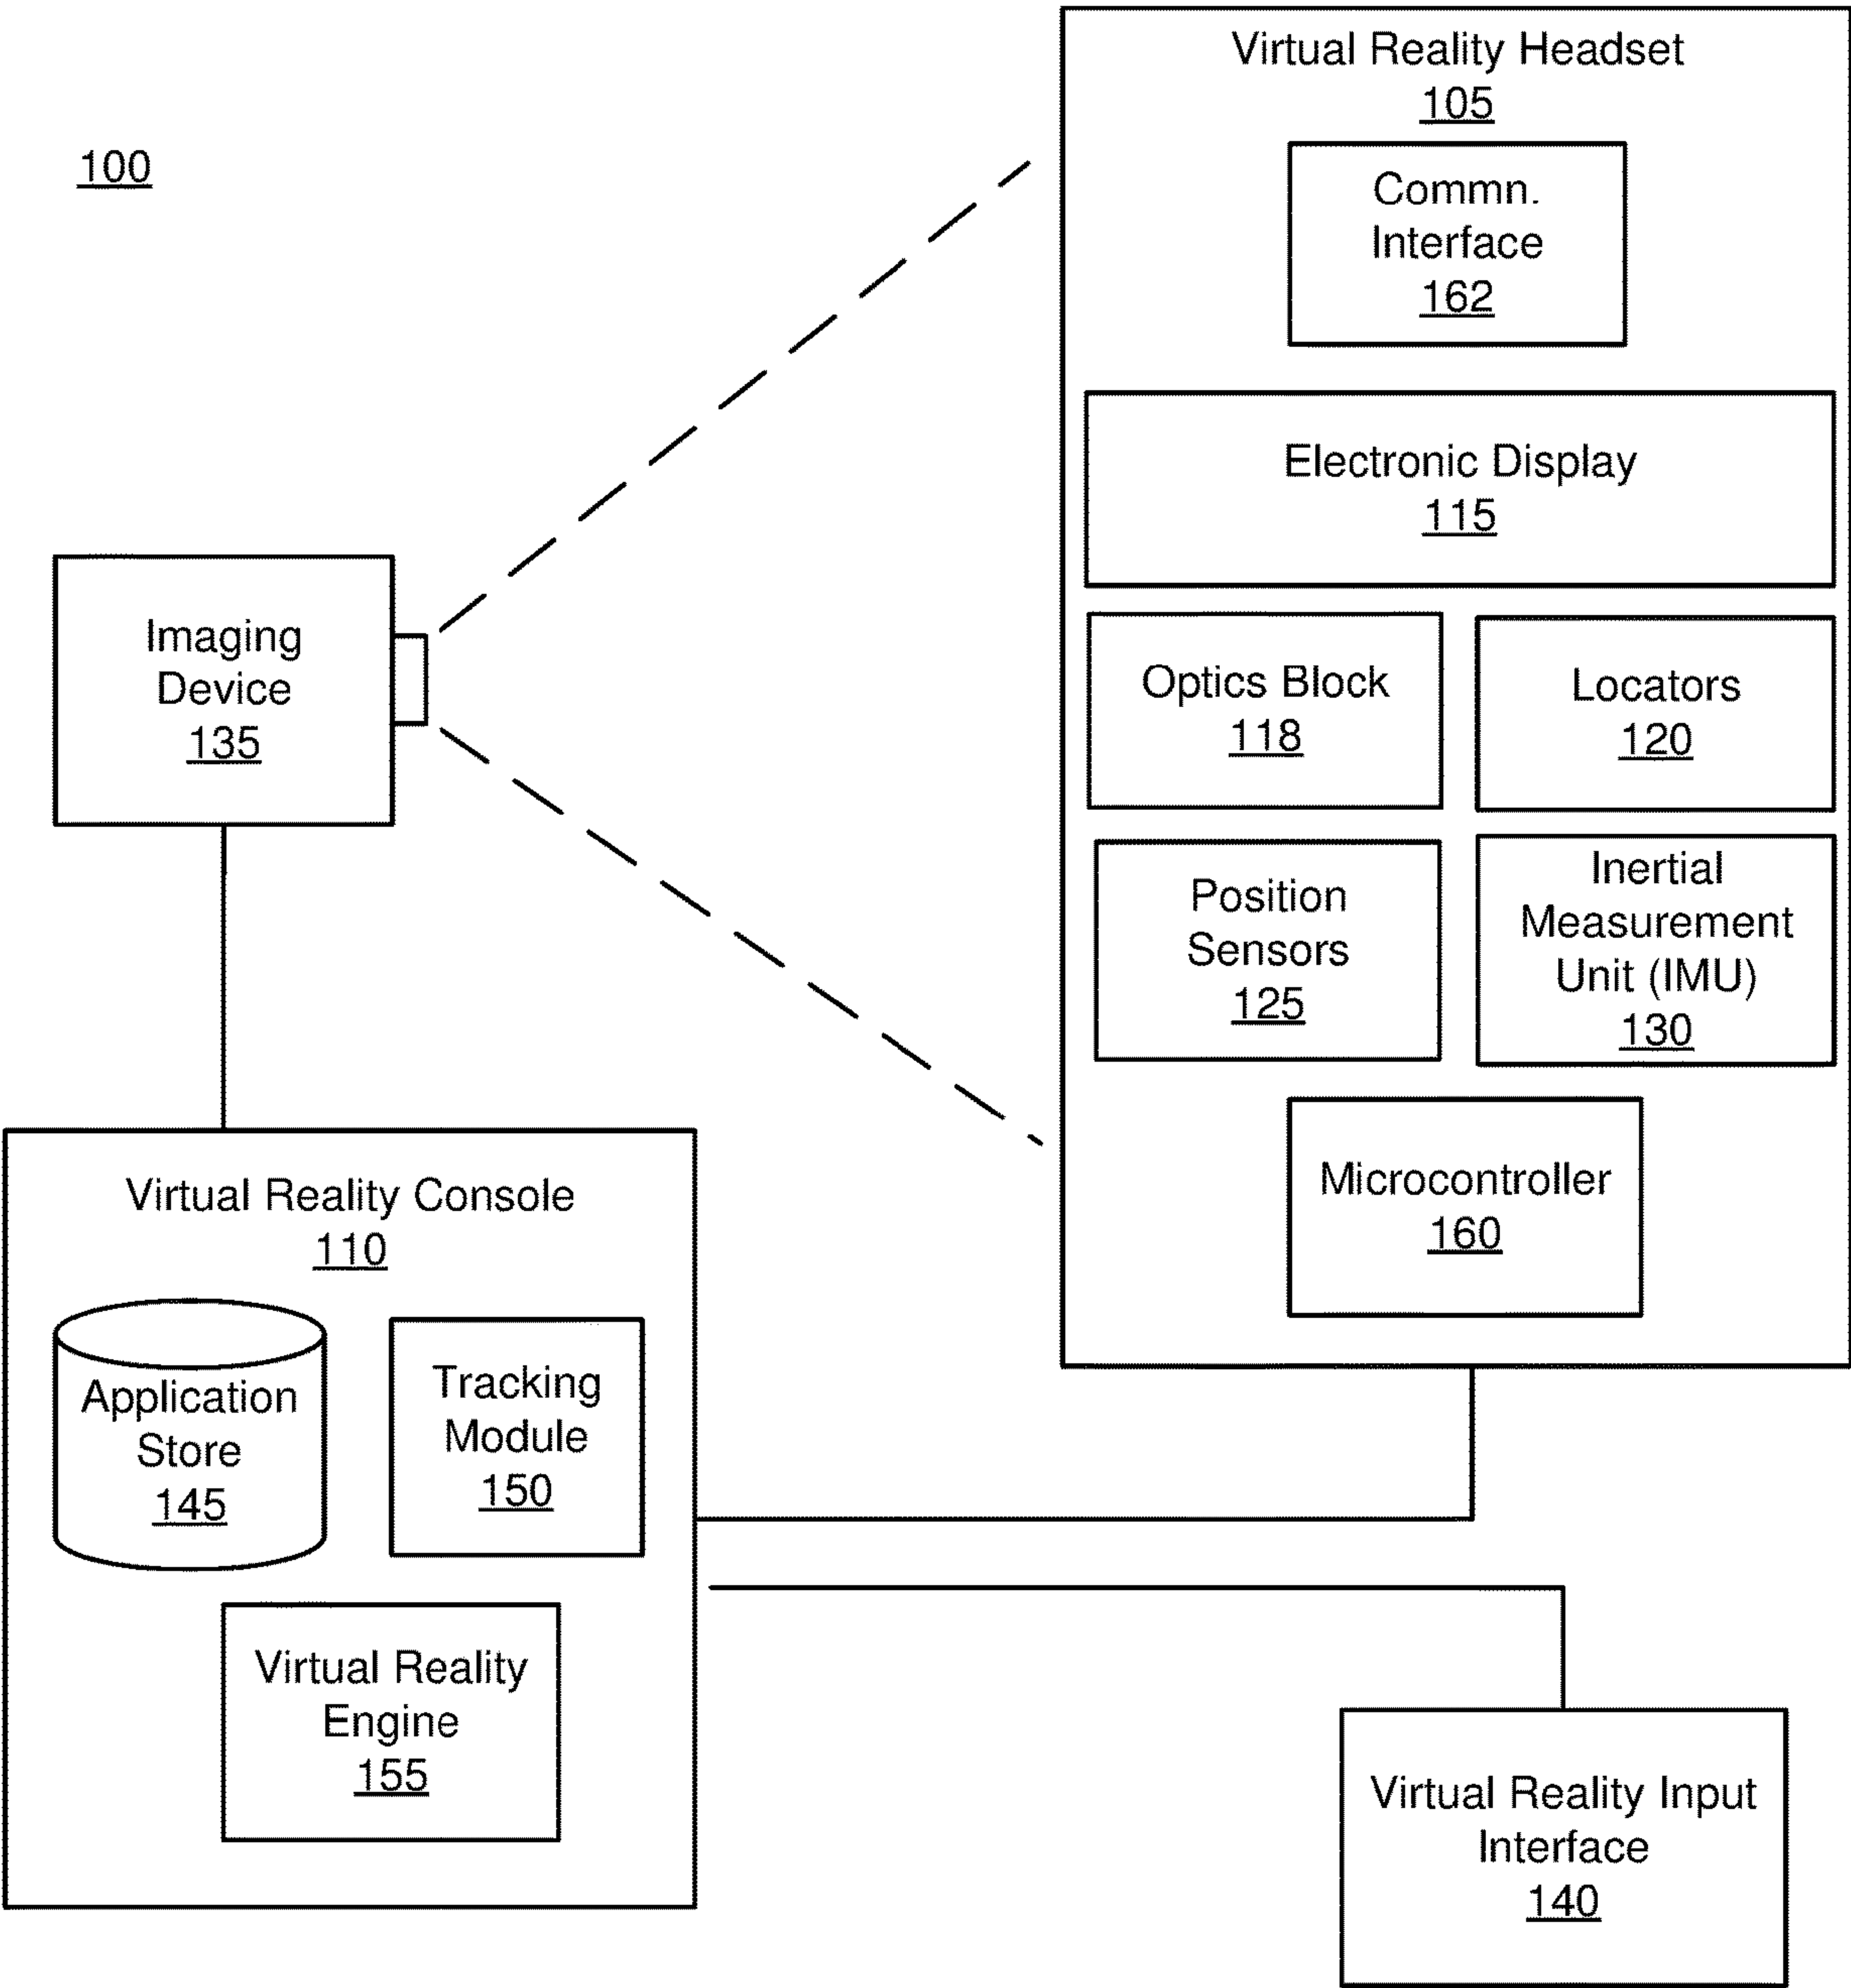 100
Virtual Reality Headset
105
Commn.
Interface
162
Electronic Display
115
Optics Block
118
Locators
120
Position
Sensors
125
Inertial
Measurement
Unit (IMU)
130
Microcontroller
160
Imaging
Device
135
Virtual Reality Console
110
Application
Store
145
Tracking
Module
150
Virtual Reality
Engine
155
Virtual Reality Input
Interface
140